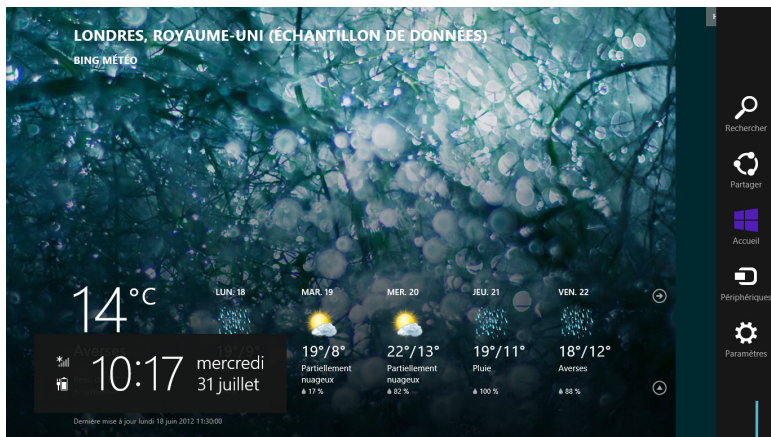 LONDRES, ROYAUME-UNI (ÉCHANTILLON DE DONNÉES)
BING MÉTÉO
14°C
Averses
LUN. 18
MAR. 19
19°/8°
Partiellement
nuageux
17 %
MER. 20
22°/13°
Partiellement
nuageux
82 %
JEU. 21
19°/11°
Pluie
100 %
VEN. 22
18°/12°
Averses
88 %
10:17
mercredi
31 juillet
Dernière mise à jour lundi 18 juin 2012 11:30:00
Rechercher
Partager
Accueil
Périphériques
Paramètres